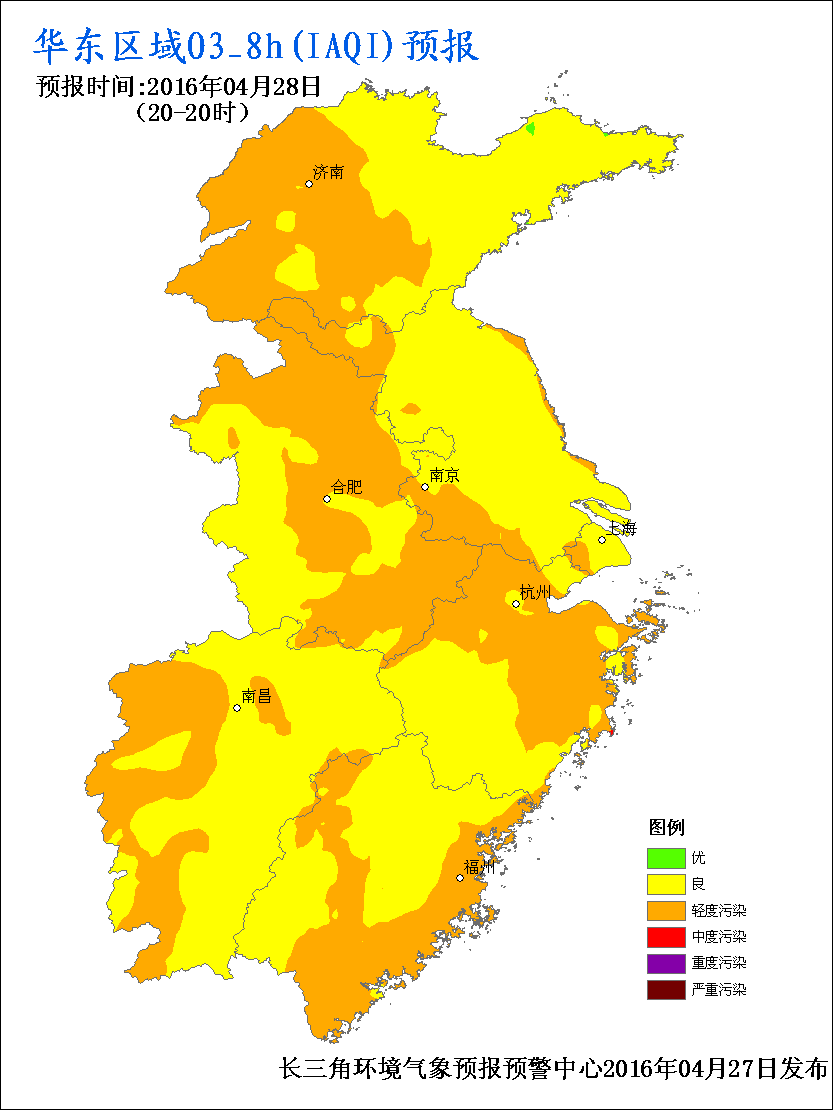 华东区域O3_8h(IAQI)预报
预报时间:2016年04月28日
(20-20时)
济南
南京
合肥
上海
杭州
南昌
福州
图例
优
良
轻度污染
中度污染
重度污染
严重污染
长三角环境气象预报预警中心2016年04月27日发布